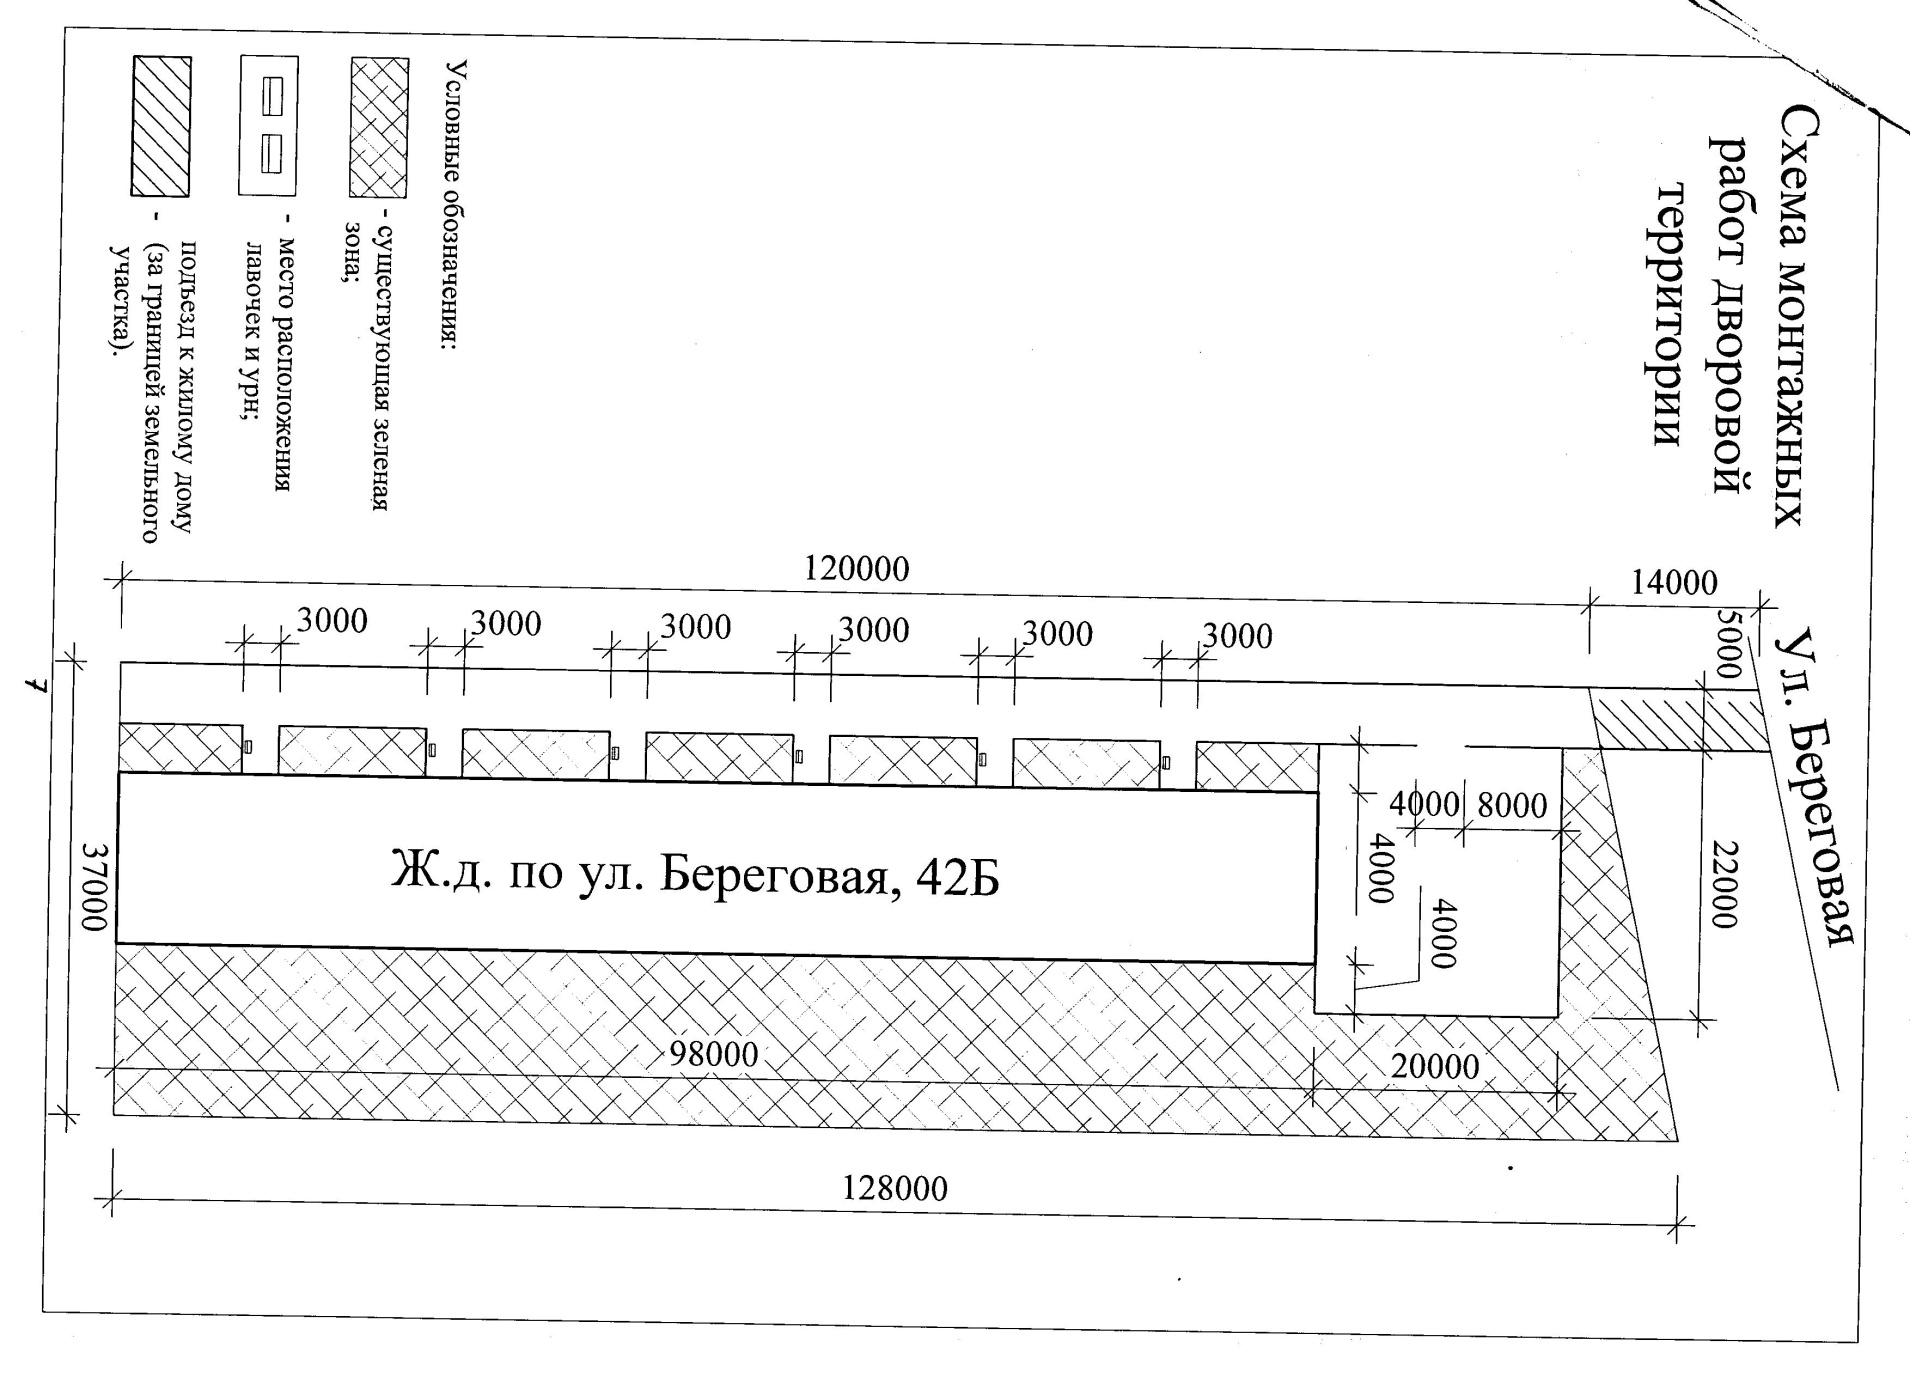 Схема монтажных
работ дворовой
территории
Ул. Береговая
Условные обозначения:
- существующая зеленая
зона;
- место расположения
лавочек и урн;
- подъезд к жилому дому
(за границей земельного
участка).
120000
14000
5000
3000
3000
3000
3000
3000
3000
4000
8000
4000
4000
22000
Ж.д. по ул. Береговая, 42Б
37000
98000
20000
128000
7